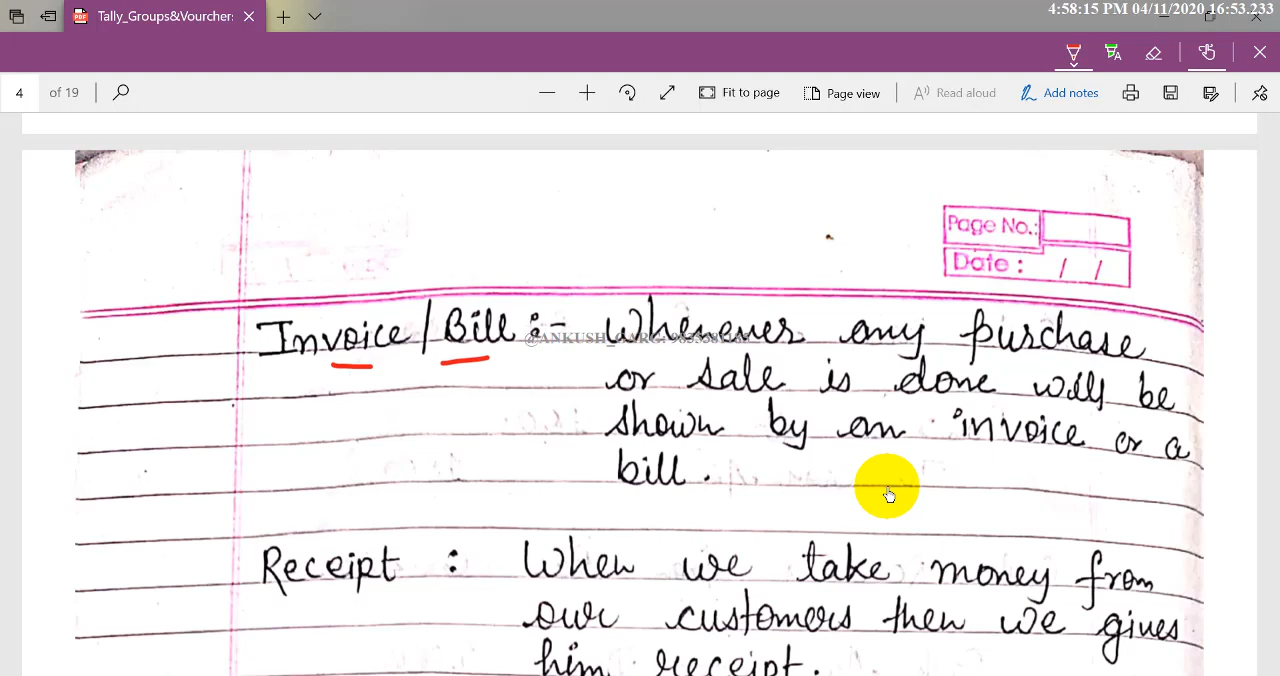 4:58:15 PM 04/11/2020 16:53.233
Tally_Groups&Vourcher:
4 of 19
Fit to page
Page view
Read aloud
Add notes
Page No.:
Date : / /
Invoice / Bill :- Whenever any purchase
or sale is done will be
shown by an invoice or a
bill.
Receipt : When we take money from
our customers then we gives
him receipt.